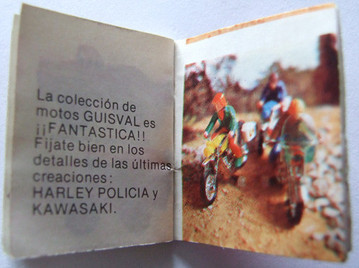 La colección de
motos GUISVAL es
¡¡FANTASTICA!!
Fíjate bien en los
detalles de las últimas
creaciones:
HARLEY POLICIA y
KAWASAKI.